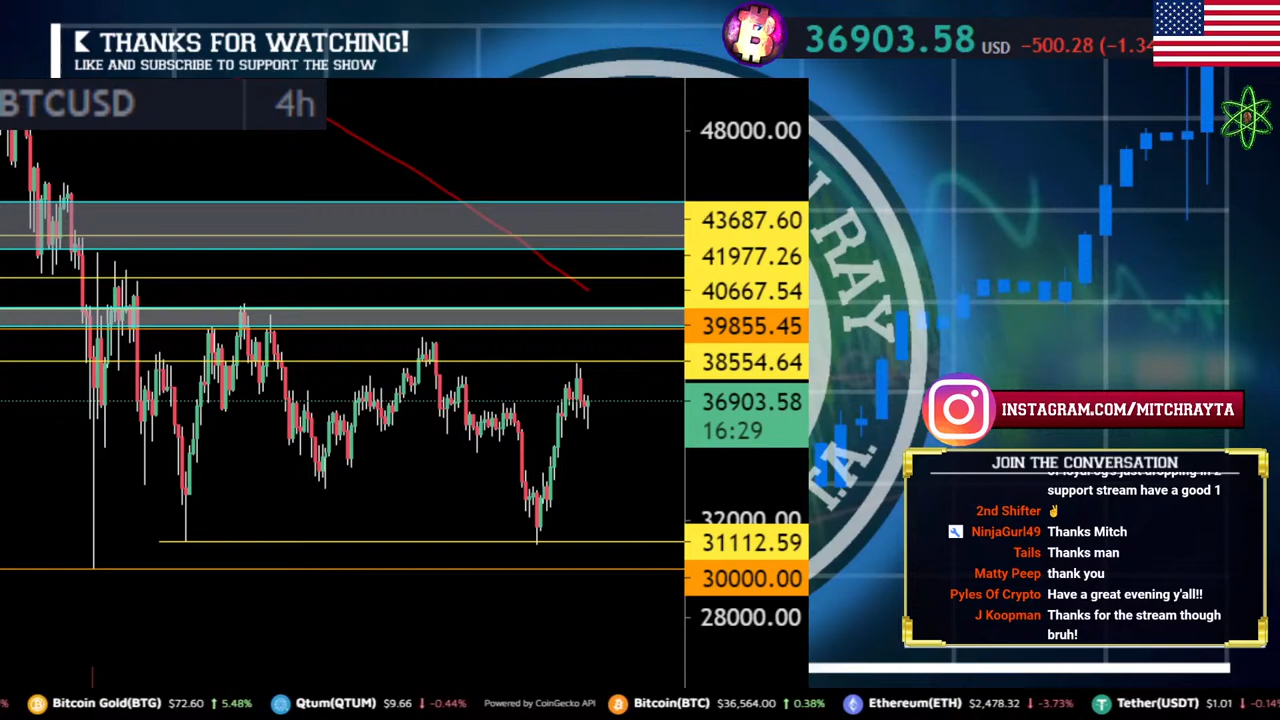 THANKS FOR WATCHING!
LIKE AND SUBSCRIBE TO SUPPORT THE SHOW
36903.58 USD -500.28
BTCUSD 4h
48000.00
43687.60
41977.26
40667.54
39855.45
38554.64
36903.58
16:29
32000.00
31112.59
30000.00
28000.00
RAY
T.A.
INSTAGRAM.COM/MITCHRAYTA
JOIN THE CONVERSATION
support stream have a good 1
2nd Shifter ✌
NinjaGurl49 Thanks Mitch
Tails Thanks man
Matty Peep thank you
Pyles Of Crypto Have a great evening y'all!!
J Koopman Thanks for the stream though
bruh!
Bitcoin Gold(BTG) $72.60 ↑ 5.48% Qtum(QTUM) $9.66 ↓ -0.44% Powered by CoinGecko API Bitcoin(BTC) $36,564.00 ↑ 0.38% Ethereum(ETH) $2,478.32 ↓ -3.73% Tether(USDT) $1.01 ↓